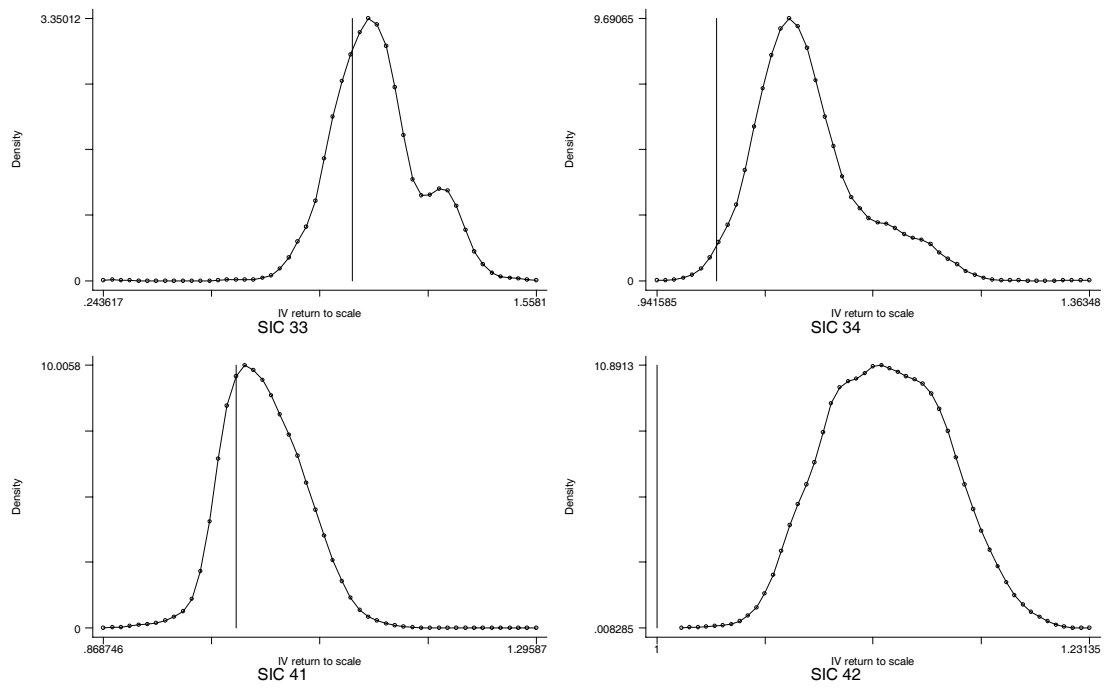 3.35012
Density
0
.243617
1.5581
IV return to scale
SIC 33
9.69065
Density
0
.941585
1.36348
IV return to scale
SIC 34
10.0058
Density
0
.868746
1.29587
IV return to scale
SIC 41
10.8913
Density
.008285
1
1.23135
IV return to scale
SIC 42